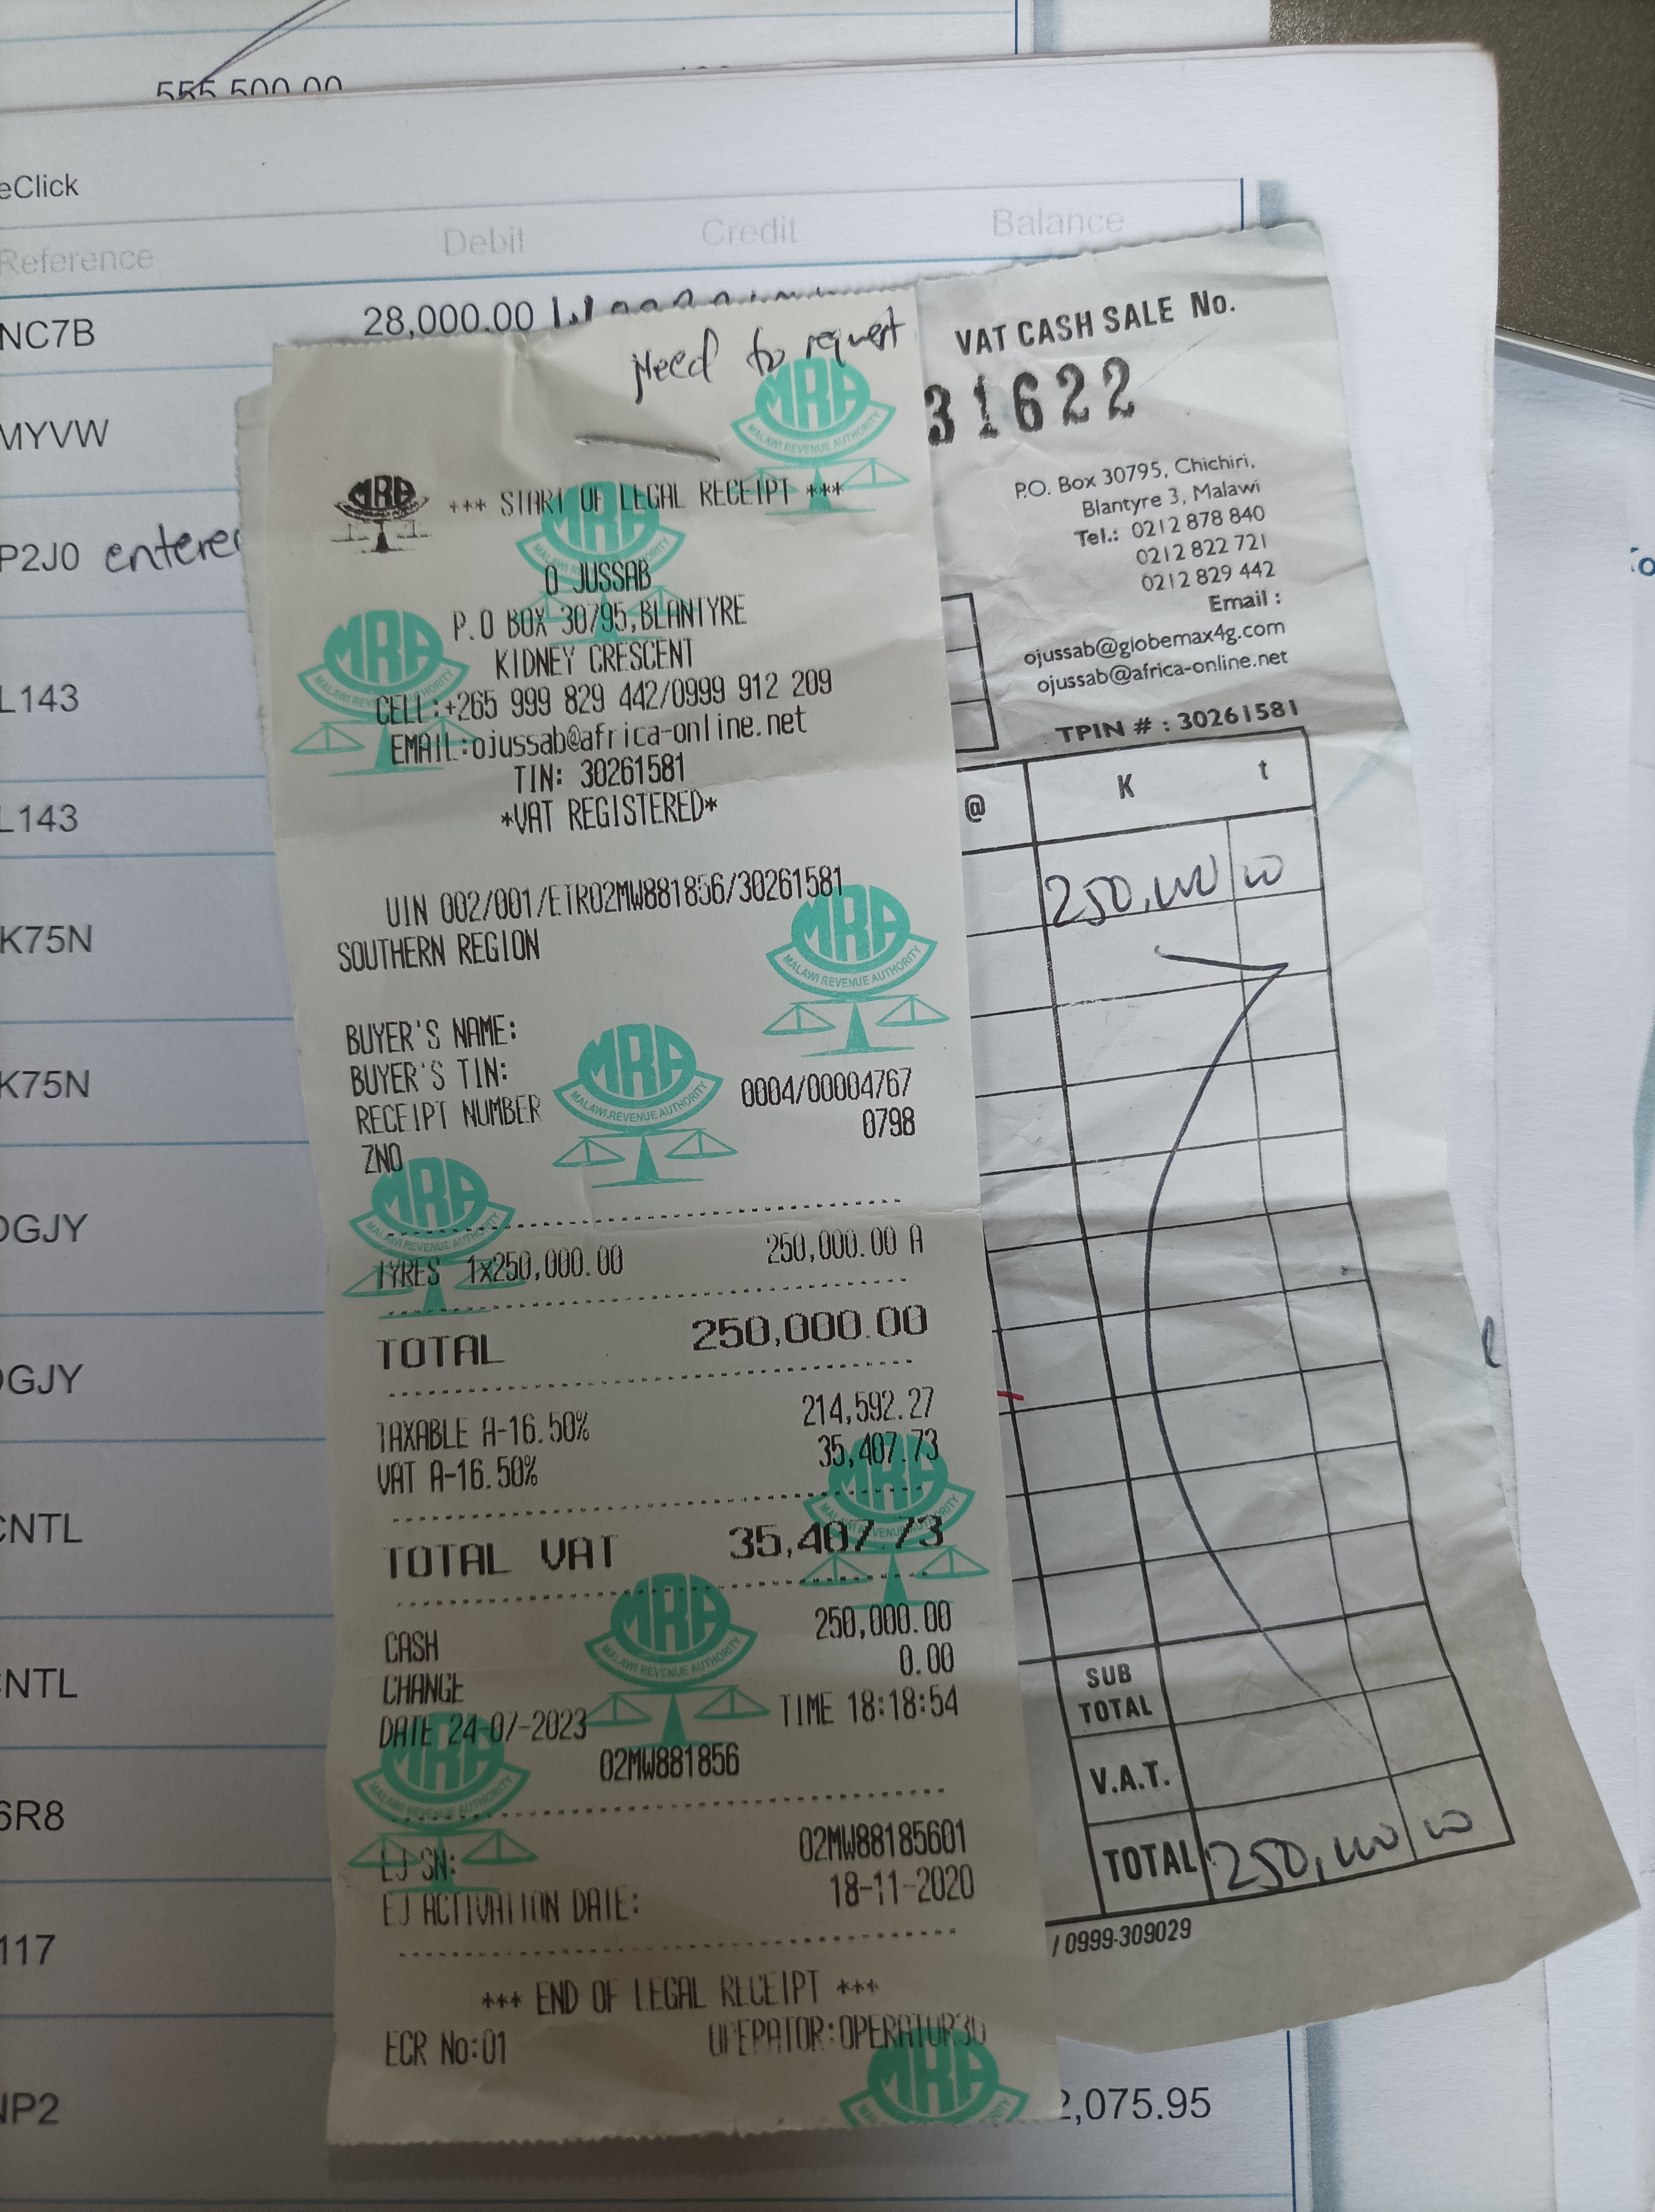 555,500.00
eClick
Reference Debit Credit Balance
NC7B 28,000.00
MYVW
P2J0 entered
L143
L143
K75N
K75N
OGJY
OGJY
CNTL
CNTL
6R8
117
NP2 2,075.95
Need to request
MRA
MALAWI REVENUE AUTHORITY
*** START OF LEGAL RECEIPT ***
O JUSSAB
P.O BOX 30795,BLANTYRE
KIDNEY CRESCENT
CELL:+265 999 829 442/0999 912 209
EMAIL:ojussab@africa-online.net
TIN: 30261581
*VAT REGISTERED*
UIN 002/001/ETR02MW881856/30261581
SOUTHERN REGION
BUYER'S NAME:
BUYER'S TIN:
RECEIPT NUMBER 0004/00004767
ZNO 0798
TYRES 1x250,000.00 250,000.00 A
TOTAL 250,000.00
TAXABLE A-16.50% 214,592.27
VAT A-16.50% 35,407.73
TOTAL VAT 35,407.73
CASH 250,000.00
CHANGE 0.00
DATE 24-07-2023 TIME 18:18:54
02MW881856
EJ SN: 02MW88185601
EJ ACTIVATION DATE: 18-11-2020
*** END OF LEGAL RECEIPT ***
ECR No:01 OPERATOR:OPERATOR30
VAT CASH SALE No.
31622
P.O. Box 30795, Chichiri,
Blantyre 3, Malawi
Tel.: 0212 878 840
0212 822 721
0212 829 442
Email :
ojussab@globemax4g.com
ojussab@africa-online.net
TPIN # : 30261581
@ K t
250,000 00
SUB
TOTAL
V.A.T.
TOTAL 250,000 00
/ 0999-309029